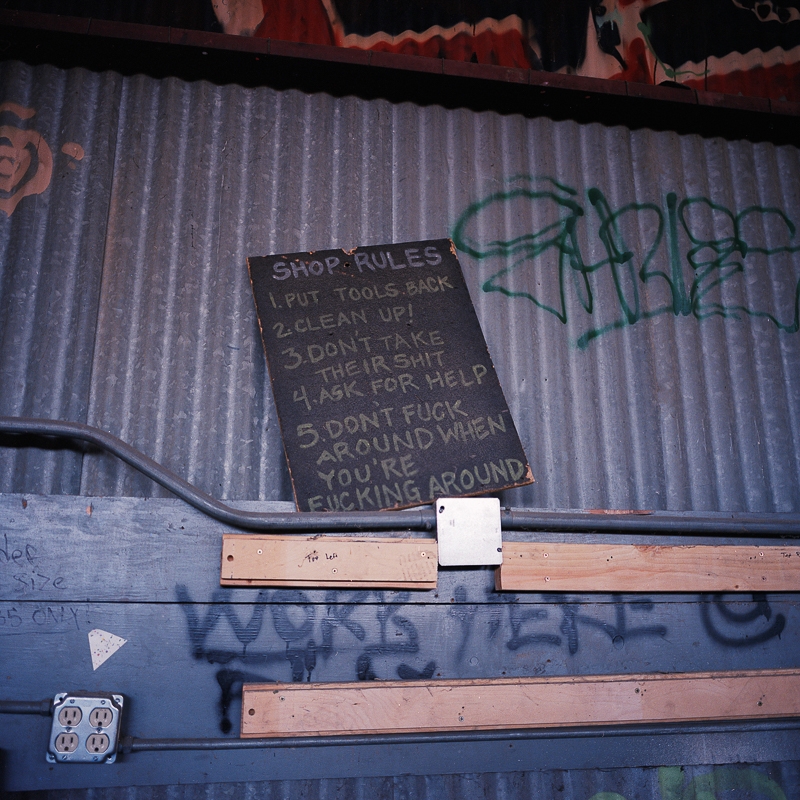 SHOP RULES
1. PUT TOOLS BACK
2. CLEAN UP!
3. DON'T TAKE
THEIR SHIT
4. ASK FOR HELP
5. DON'T FUCK
AROUND WHEN
YOU'RE
FUCKING AROUND
size
ONLY!
WORK HERE